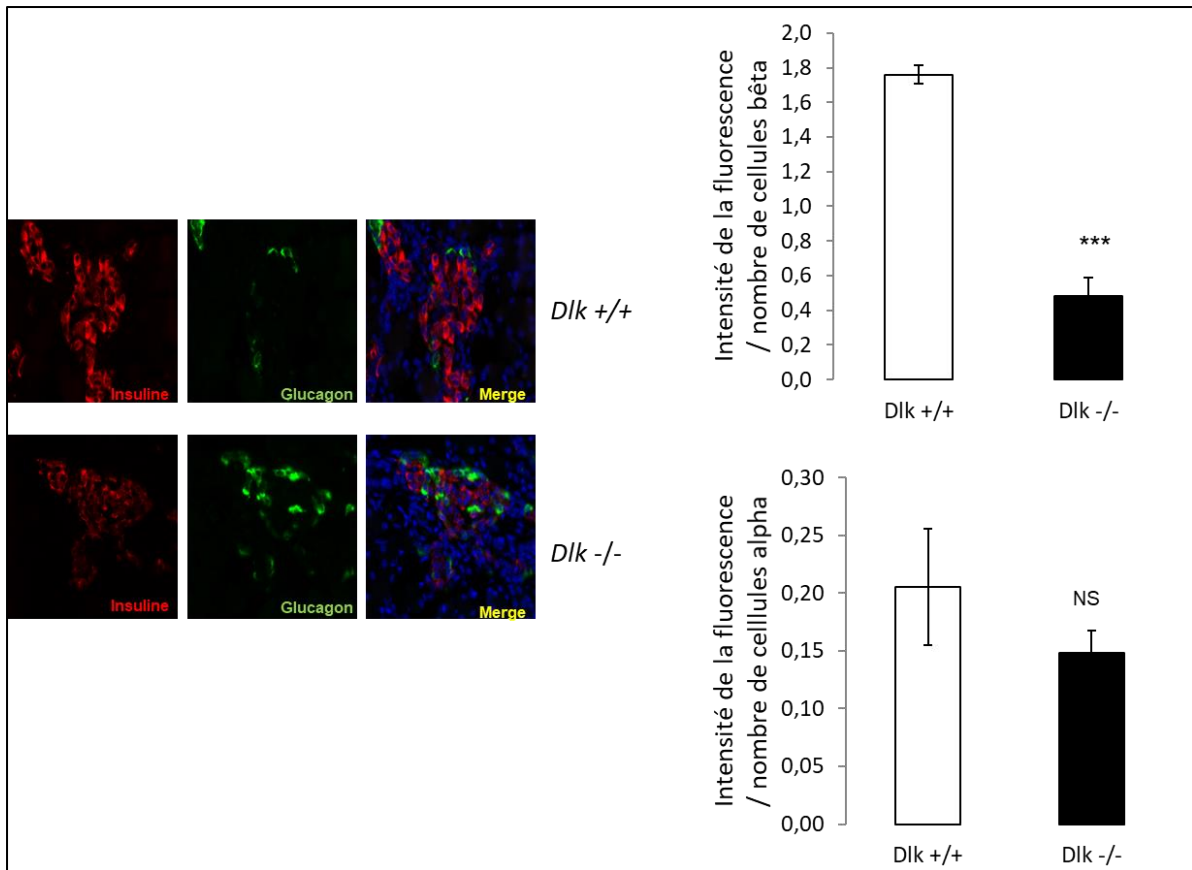 Insuline
Glucagon
Merge
Dlk +/+
Insuline
Glucagon
Merge
Dlk -/-
Intensité de la fluorescence
/ nombre de cellules bêta
2,0
1,8
1,6
1,4
1,2
1,0
0,8
0,6
0,4
0,2
0,0
***
Dlk +/+
Dlk -/-
Intensité de la fluorescence
/ nombre de celllules alpha
0,30
0,25
0,20
0,15
0,10
0,05
0,00
NS
Dlk +/+
Dlk -/-